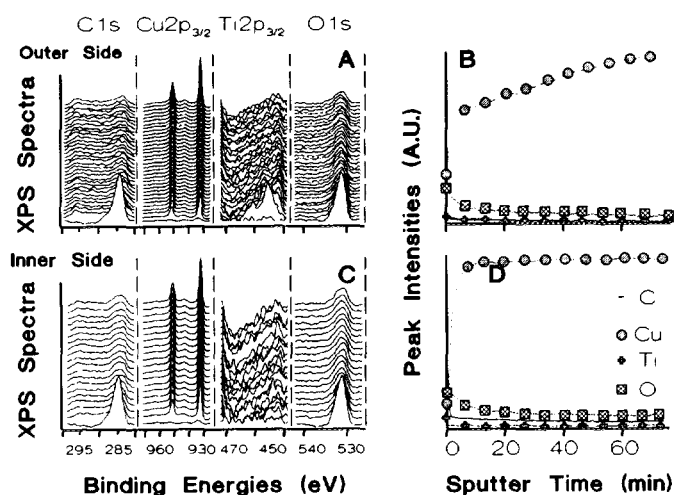 C1s Cu2p3/2 Ti2p3/2 O1s
Outer Side
A
B
XPS Spectra
Inner Side
C
D
XPS Spectra
Peak Intensities (A.U.)
C
Cu
Ti
O
295 285 960 930 470 450 540 530
0 20 40 60
Binding Energies (eV)
Sputter Time (min)